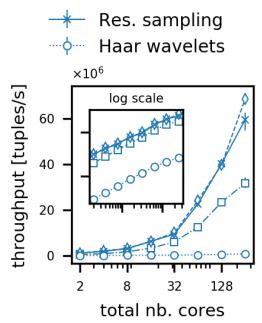 Res. sampling
Haar wavelets
×10⁶
log scale
throughput [tuples/s]
60
40
20
0
2 8 32 128
total nb. cores